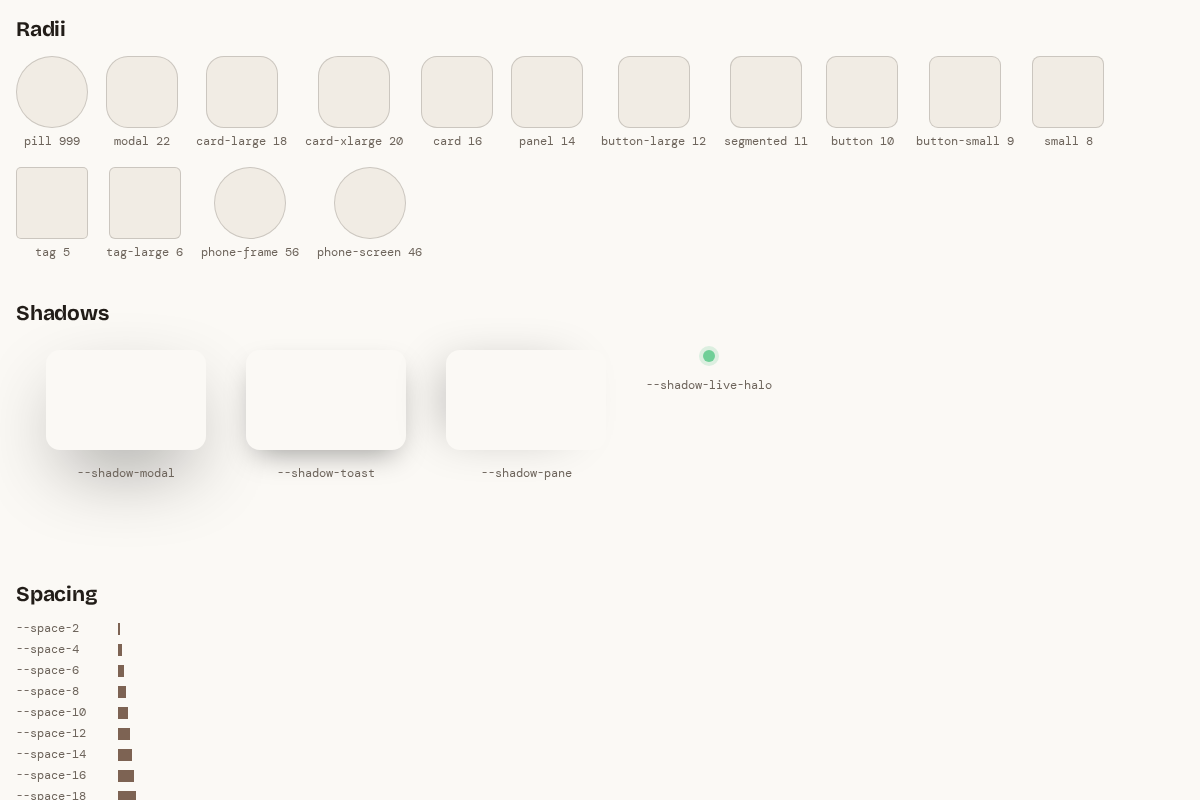 Radii
pill 999 modal 22 card-large 18 card-xlarge 20 card 16 panel 14 button-large 12 segmented 11 button 10 button-small 9 small 8
tag 5 tag-large 6 phone-frame 56 phone-screen 46
Shadows
--shadow-live-halo
--shadow-modal --shadow-toast --shadow-pane
Spacing
--space-2
--space-4
--space-6
--space-8
--space-10
--space-12
--space-14
--space-16
--space-18